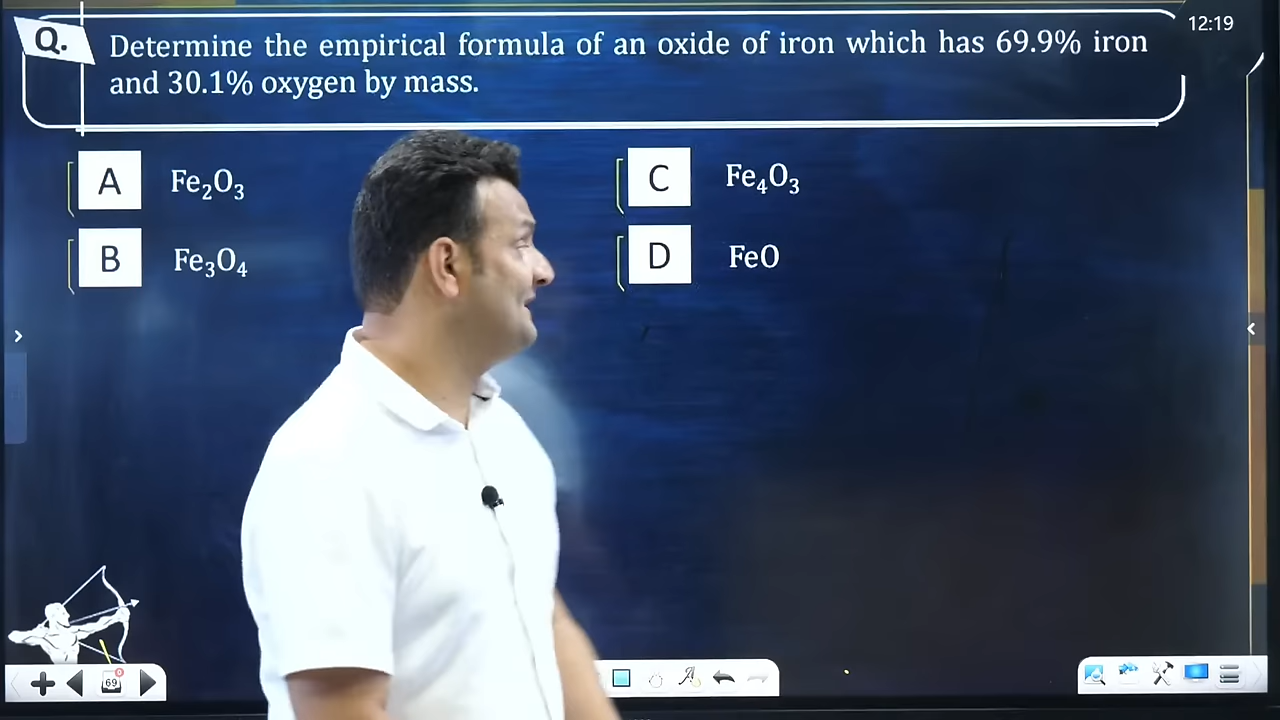 12:19
Q.
Determine the empirical formula of an oxide of iron which has 69.9% iron
and 30.1% oxygen by mass.
A Fe₂O₃
C Fe₄O₃
B Fe₃O₄
D FeO
69